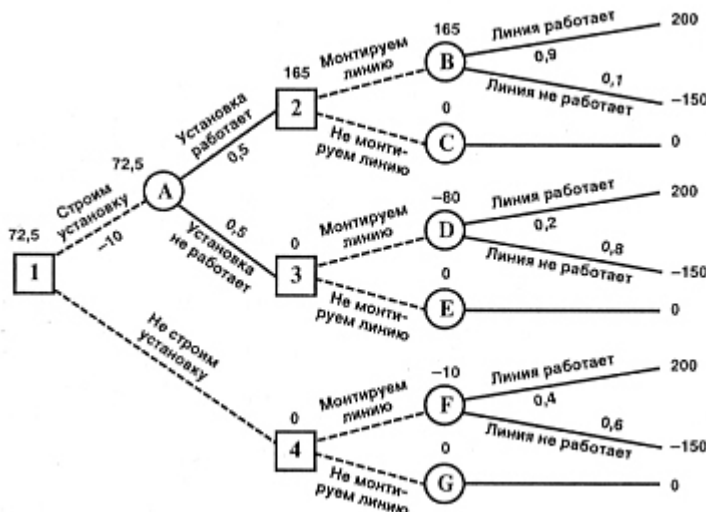 Линия работает
200
165
B
0,9
0,1
Линия не работает
–150
Монтируем
линию
165
2
Не монти-
руем линию
0
C
0
Установка
работает
0,5
72,5
A
Строим
установку
–10
72,5
1
0,5
Установка
не работает
Линия работает
200
–80
D
0,2
0,8
Линия не работает
–150
Монтируем
линию
0
3
Не монти-
руем линию
0
E
0
Не строим
установку
Линия работает
200
–10
F
0,4
0,6
Линия не работает
–150
Монтируем
линию
0
4
Не монти-
руем линию
0
G
0